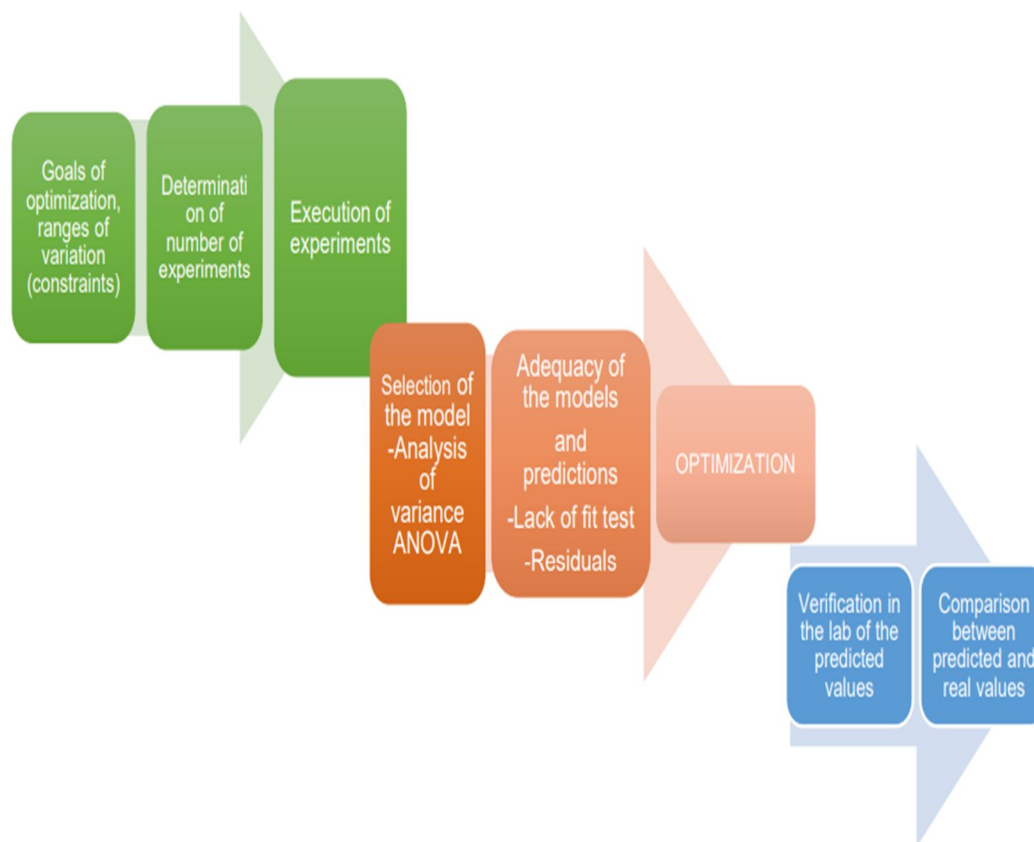 Goals of
optimization,
ranges of
variation
(constraints)
Determinati
on of
number of
experiments
Execution of
experiments
Selection of
the model
-Analysis
of
variance
ANOVA
Adequacy of
the models
and
predictions
-Lack of fit test
-Residuals
OPTIMIZATION
Verification in
the lab of the
predicted
values
Comparison
between
predicted and
real values